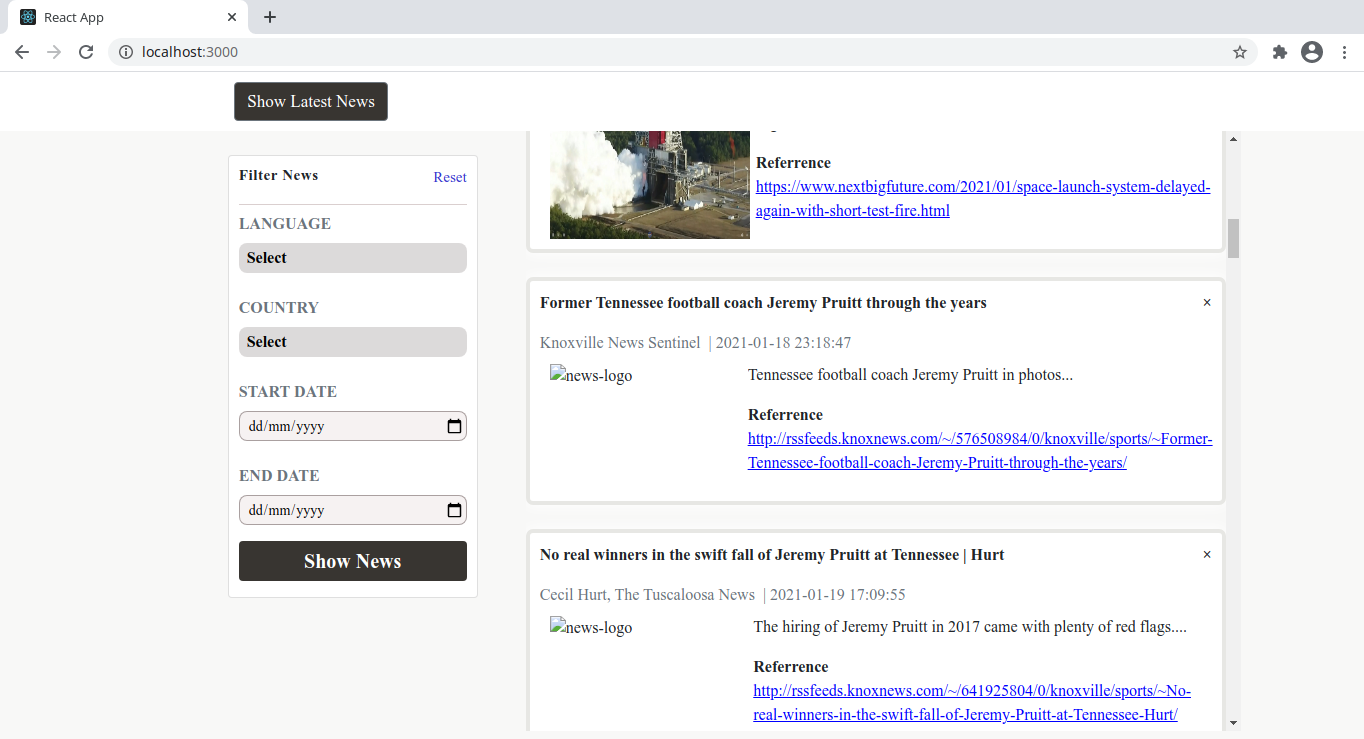 React App
localhost:3000
Show Latest News
Filter News
Reset
LANGUAGE
Select
COUNTRY
Select
START DATE
dd/mm/yyyy
END DATE
dd/mm/yyyy
Show News
Referrence
https://www.nextbigfuture.com/2021/01/space-launch-system-delayed-
again-with-short-test-fire.html
Former Tennessee football coach Jeremy Pruitt through the years
×
Knoxville News Sentinel | 2021-01-18 23:18:47
news-logo
Tennessee football coach Jeremy Pruitt in photos...
Referrence
http://rssfeeds.knoxnews.com/~/576508984/0/knoxville/sports/~Former-
Tennessee-football-coach-Jeremy-Pruitt-through-the-years/
No real winners in the swift fall of Jeremy Pruitt at Tennessee | Hurt
×
Cecil Hurt, The Tuscaloosa News | 2021-01-19 17:09:55
news-logo
The hiring of Jeremy Pruitt in 2017 came with plenty of red flags....
Referrence
http://rssfeeds.knoxnews.com/~/641925804/0/knoxville/sports/~No-
real-winners-in-the-swift-fall-of-Jeremy-Pruitt-at-Tennessee-Hurt/